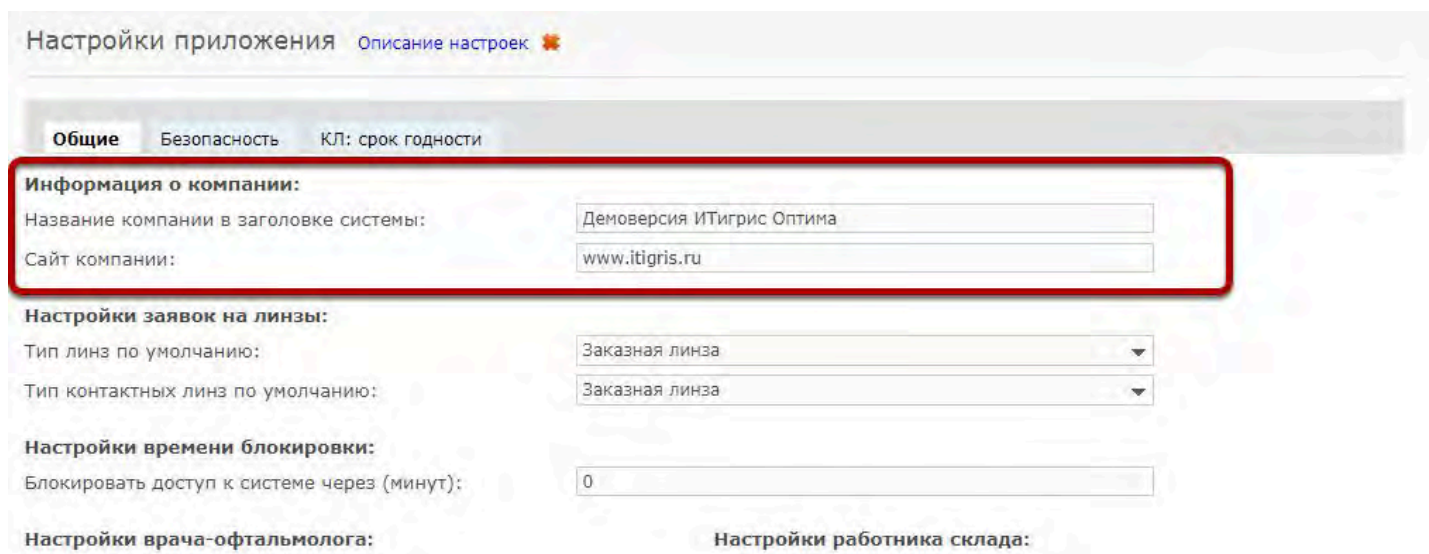 Настройки приложения Описание настроек
Общие Безопасность КЛ: срок годности
Информация о компании:
Название компании в заголовке системы: Демоверсия ИТигрис Оптима
Сайт компании: www.itigris.ru
Настройки заявок на линзы:
Тип линз по умолчанию: Заказная линза
Тип контактных линз по умолчанию: Заказная линза
Настройки времени блокировки:
Блокировать доступ к системе через (минут): 0
Настройки врача-офтальмолога: Настройки работника склада: